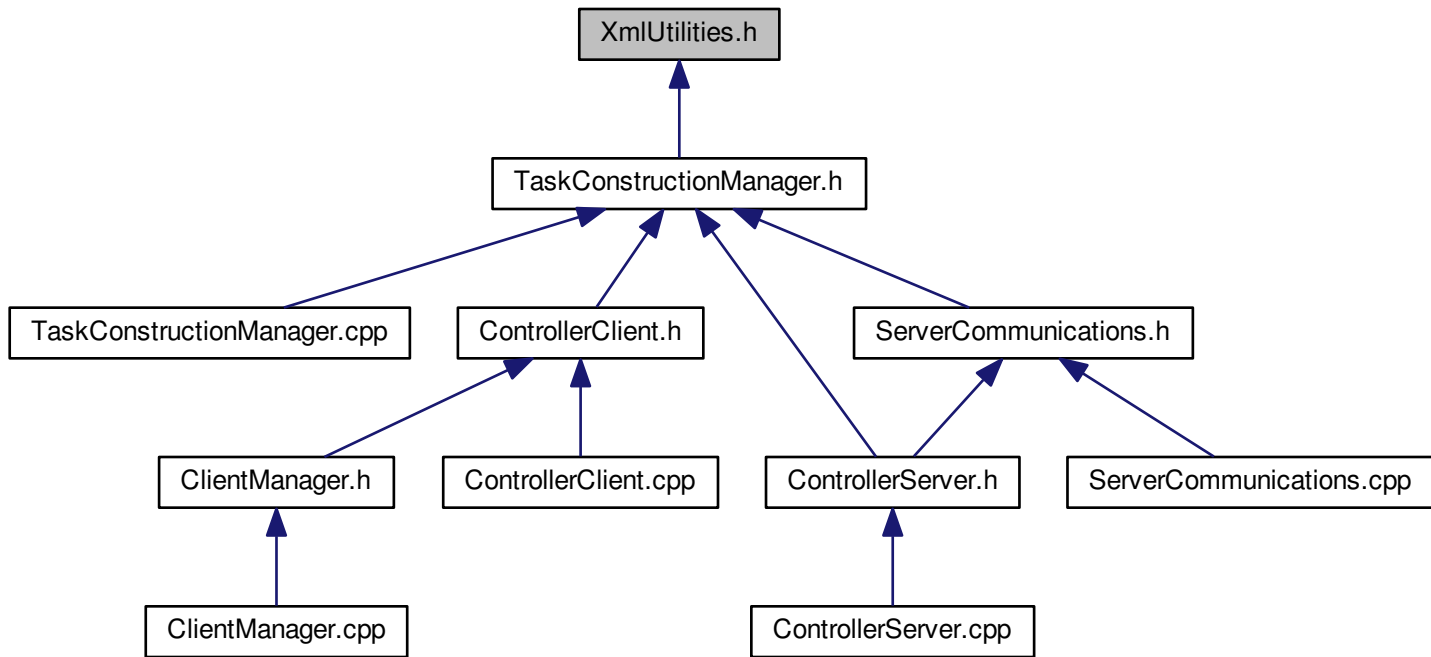 XmlUtilities.h
TaskConstructionManager.h
TaskConstructionManager.cpp
ControllerClient.h
ServerCommunications.h
ClientManager.h
ControllerClient.cpp
ControllerServer.h
ServerCommunications.cpp
ClientManager.cpp
ControllerServer.cpp